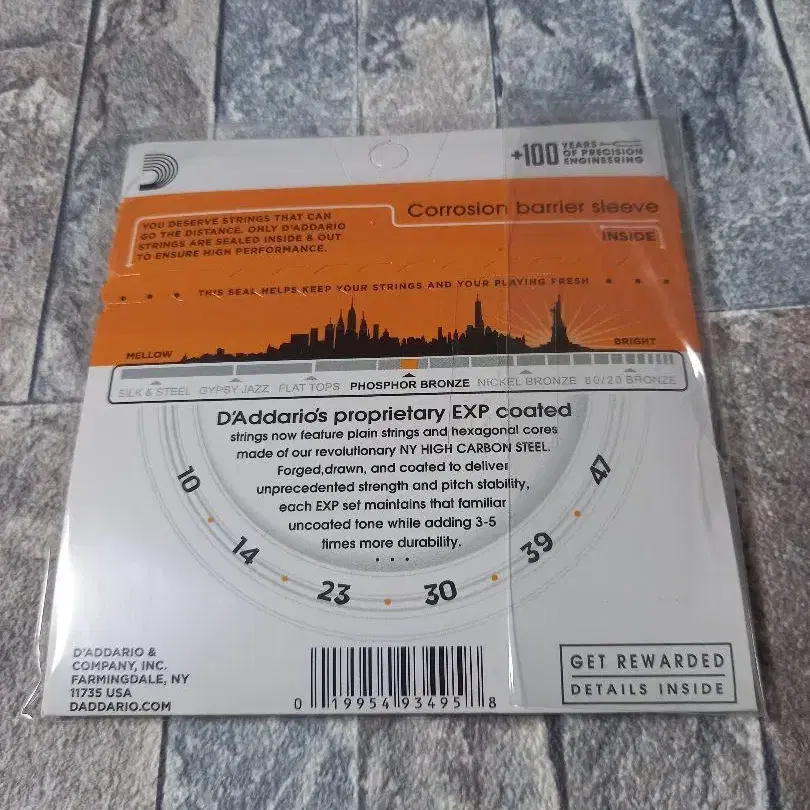 +100 YEARS
OF PRECISION
ENGINEERING
YOU DESERVE STRINGS THAT CAN
GO THE DISTANCE. ONLY D'ADDARIO
STRINGS ARE SEALED INSIDE & OUT
TO ENSURE HIGH PERFORMANCE.
Corrosion barrier sleeve
INSIDE
• • • THIS SEAL HELPS KEEP YOUR STRINGS AND YOUR PLAYING FRESH • • •
MELLOW
BRIGHT
SILK & STEEL GYPSY JAZZ FLAT TOPS PHOSPHOR BRONZE NICKEL BRONZE 80/20 BRONZE
D'Addario's proprietary EXP coated
strings now feature plain strings and hexagonal cores
made of our revolutionary NY HIGH CARBON STEEL.
Forged,drawn, and coated to deliver
unprecedented strength and pitch stability,
each EXP set maintains that familiar
uncoated tone while adding 3-5
times more durability.
• • •
10 • 14 • 23 • 30 • 39 • 47
D'ADDARIO &
COMPANY, INC.
FARMINGDALE, NY
11735 USA
DADDARIO.COM
0 19954 93495 8
GET REWARDED
DETAILS INSIDE